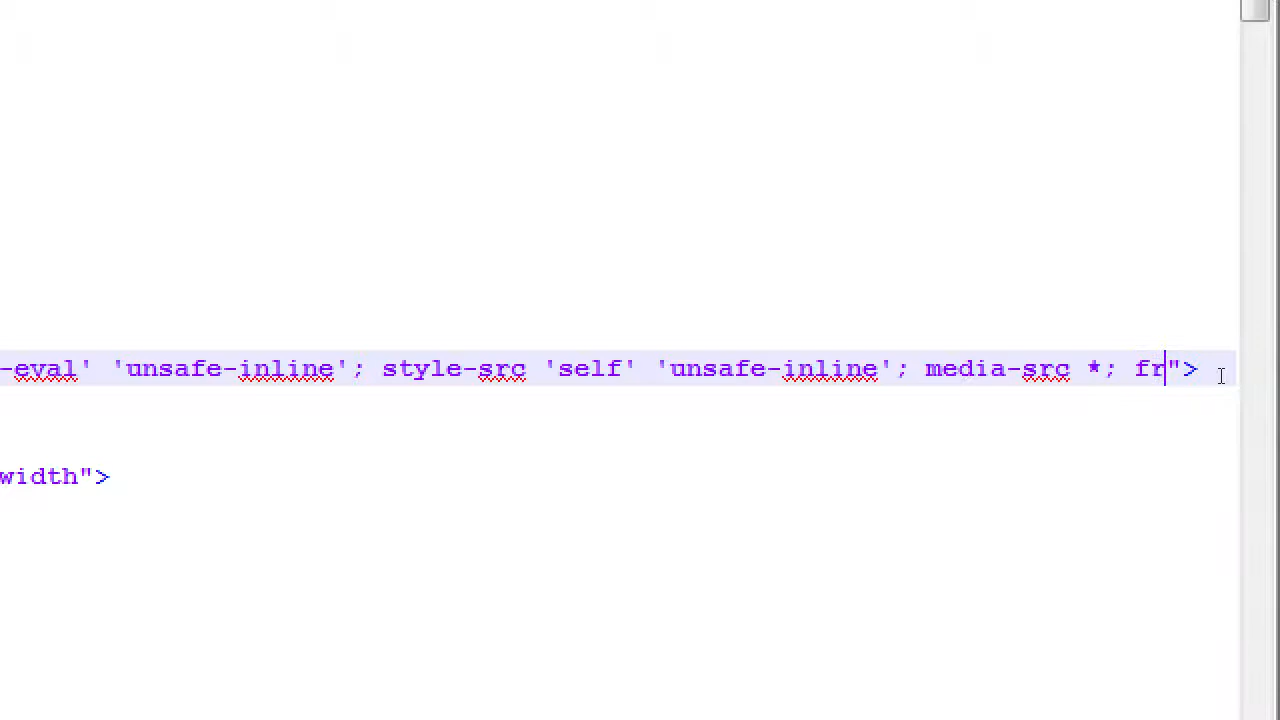 -eval' 'unsafe-inline'; style-src 'self' 'unsafe-inline'; media-src *; fr">
width">